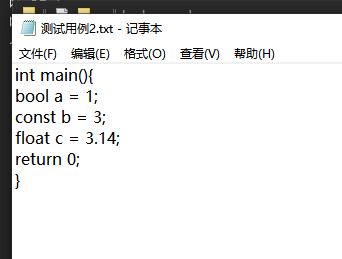 测试用例2.txt - 记事本
文件(F) 编辑(E) 格式(O) 查看(V) 帮助(H)
int main(){
bool a = 1;
const b = 3;
float c = 3.14;
return 0;
}